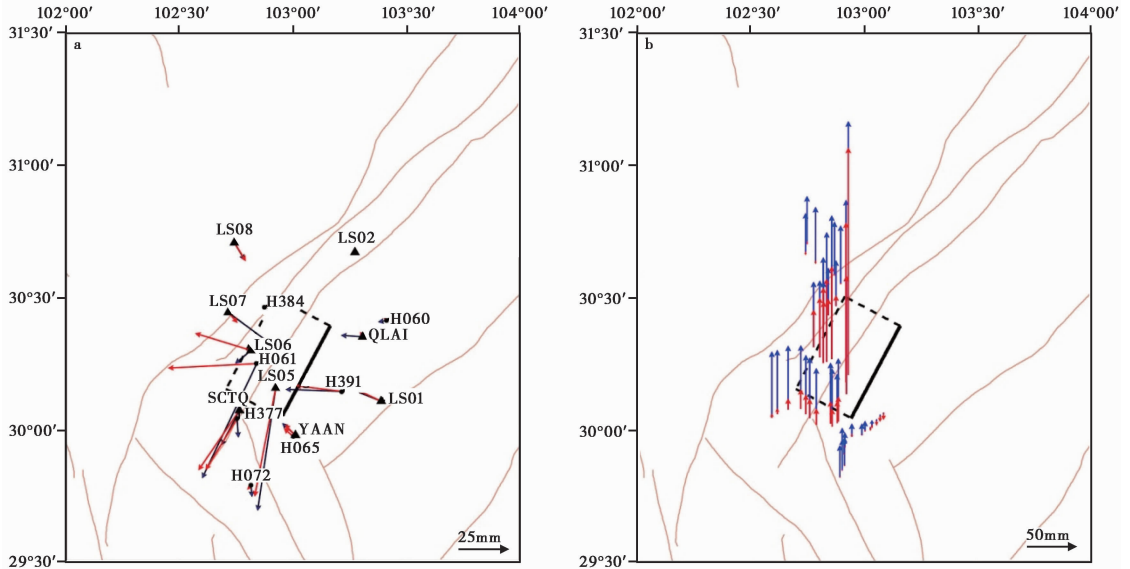 102°00′ 102°30′ 103°00′ 103°30′ 104°00′
102°00′ 102°30′ 103°00′ 103°30′ 104°00′
31°30′
31°30′
a
b
31°00′
31°00′
LS08
LS02
30°30′
30°30′
LS07
H384
H060
QLAI
LS06
H061
LS05
H391
SCTQ
LS01
H377
YAAN
30°00′
30°00′
H065
H072
25mm
50mm
29°30′
29°30′